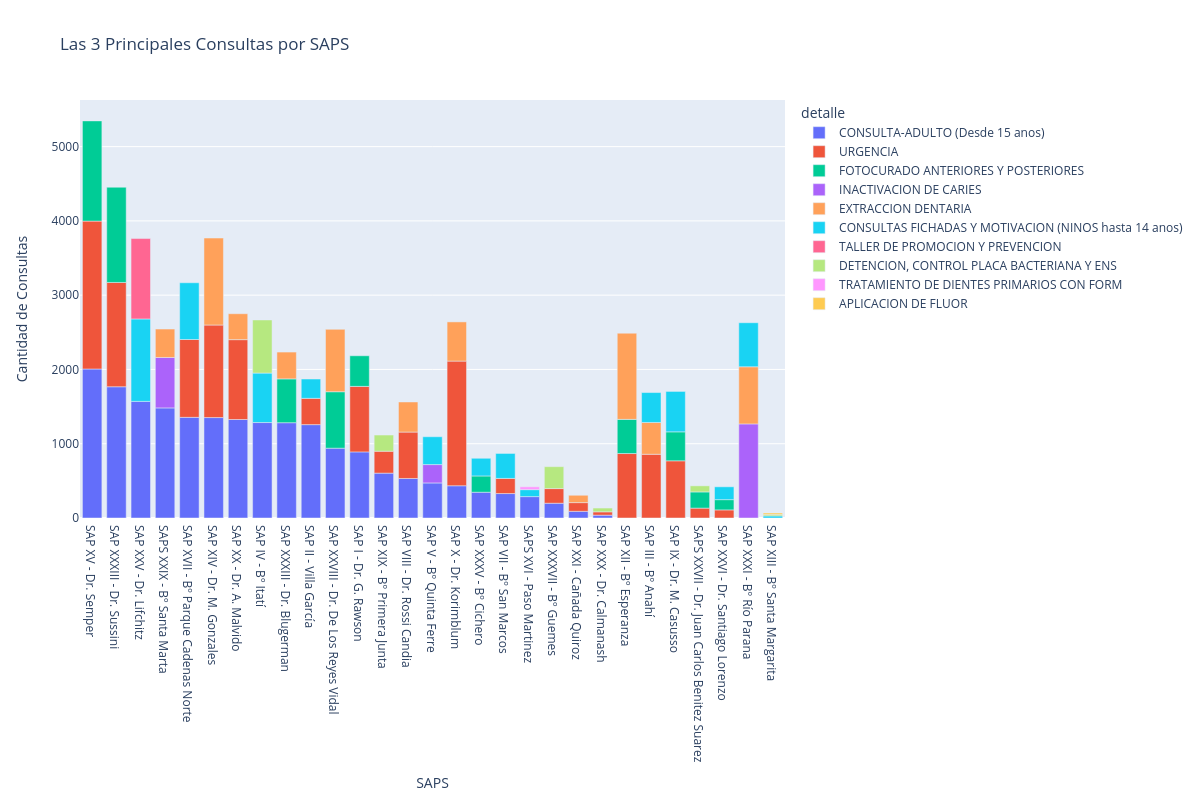 Las 3 Principales Consultas por SAPS
Cantidad de Consultas
5000
4000
3000
2000
1000
0
SAP XV - Dr. Semper
SAP XXXIII - Dr. Sussini
SAP XXV - Dr. Lifchitz
SAPS XXIX - B° Santa Marta
SAP XVII - B° Parque Cadenas Norte
SAP XIV - Dr. M. Gonzales
SAP XX - Dr. A. Malvido
SAP IV - B° Itatí
SAP XXXIII - Dr. Blugerman
SAP II - Villa García
SAP XXVIII - Dr. De Los Reyes Vidal
SAP I - Dr. G. Rawson
SAP XIX - B° Primera Junta
SAP VIII - Dr. Rossi Candia
SAP V - B° Quinta Ferre
SAP X - Dr. Korimblum
SAP XXXV - B° Cichero
SAP VII - B° San Marcos
SAPS XVI - Paso Martinez
SAP XXXVII - B° Guemes
SAP XXI - Cañada Quiroz
SAP XXX - Dr. Calmanash
SAP XII - B° Esperanza
SAP III - B° Anahí
SAP IX - Dr. M. Casusso
SAPS XXVII - Dr. Juan Carlos Benitez Suarez
SAP XXVI - Dr. Santiago Lorenzo
SAP XXXI - B° Río Parana
SAP XIII - B° Santa Margarita
SAPS
detalle
CONSULTA-ADULTO (Desde 15 anos)
URGENCIA
FOTOCURADO ANTERIORES Y POSTERIORES
INACTIVACION DE CARIES
EXTRACCION DENTARIA
CONSULTAS FICHADAS Y MOTIVACION (NINOS hasta 14 anos)
TALLER DE PROMOCION Y PREVENCION
DETENCION, CONTROL PLACA BACTERIANA Y ENS
TRATAMIENTO DE DIENTES PRIMARIOS CON FORM
APLICACION DE FLUOR